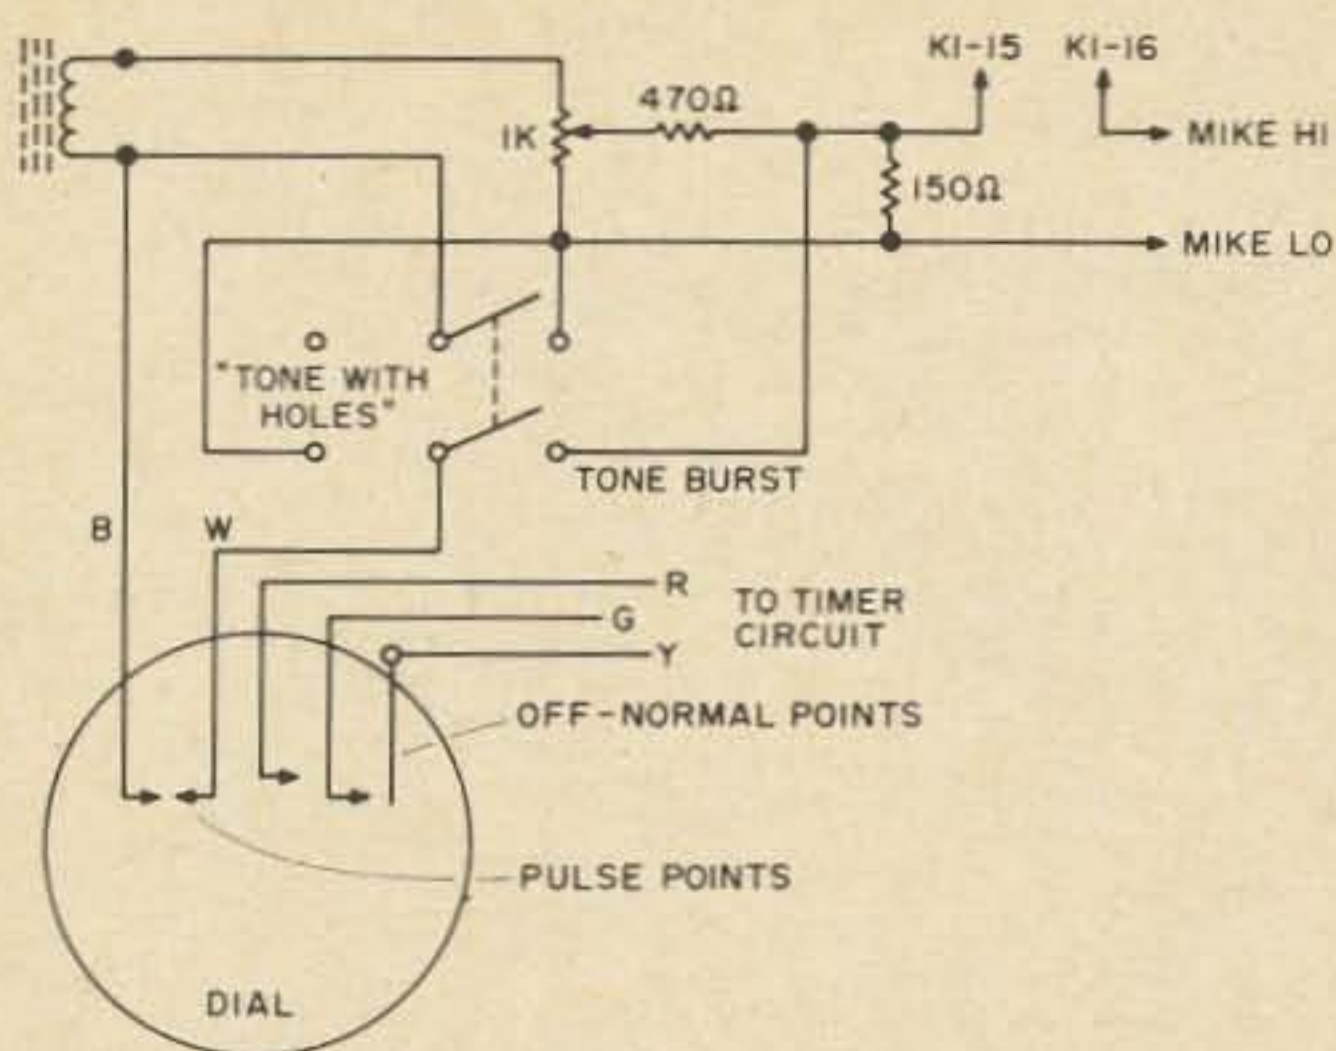 K1-15
K1-16
470Ω
1K
MIKE HI
150Ω
MIKE LO
"TONE WITH
HOLES"
TONE BURST
B
W
R
G
Y
TO TIMER
CIRCUIT
OFF-NORMAL POINTS
PULSE POINTS
DIAL